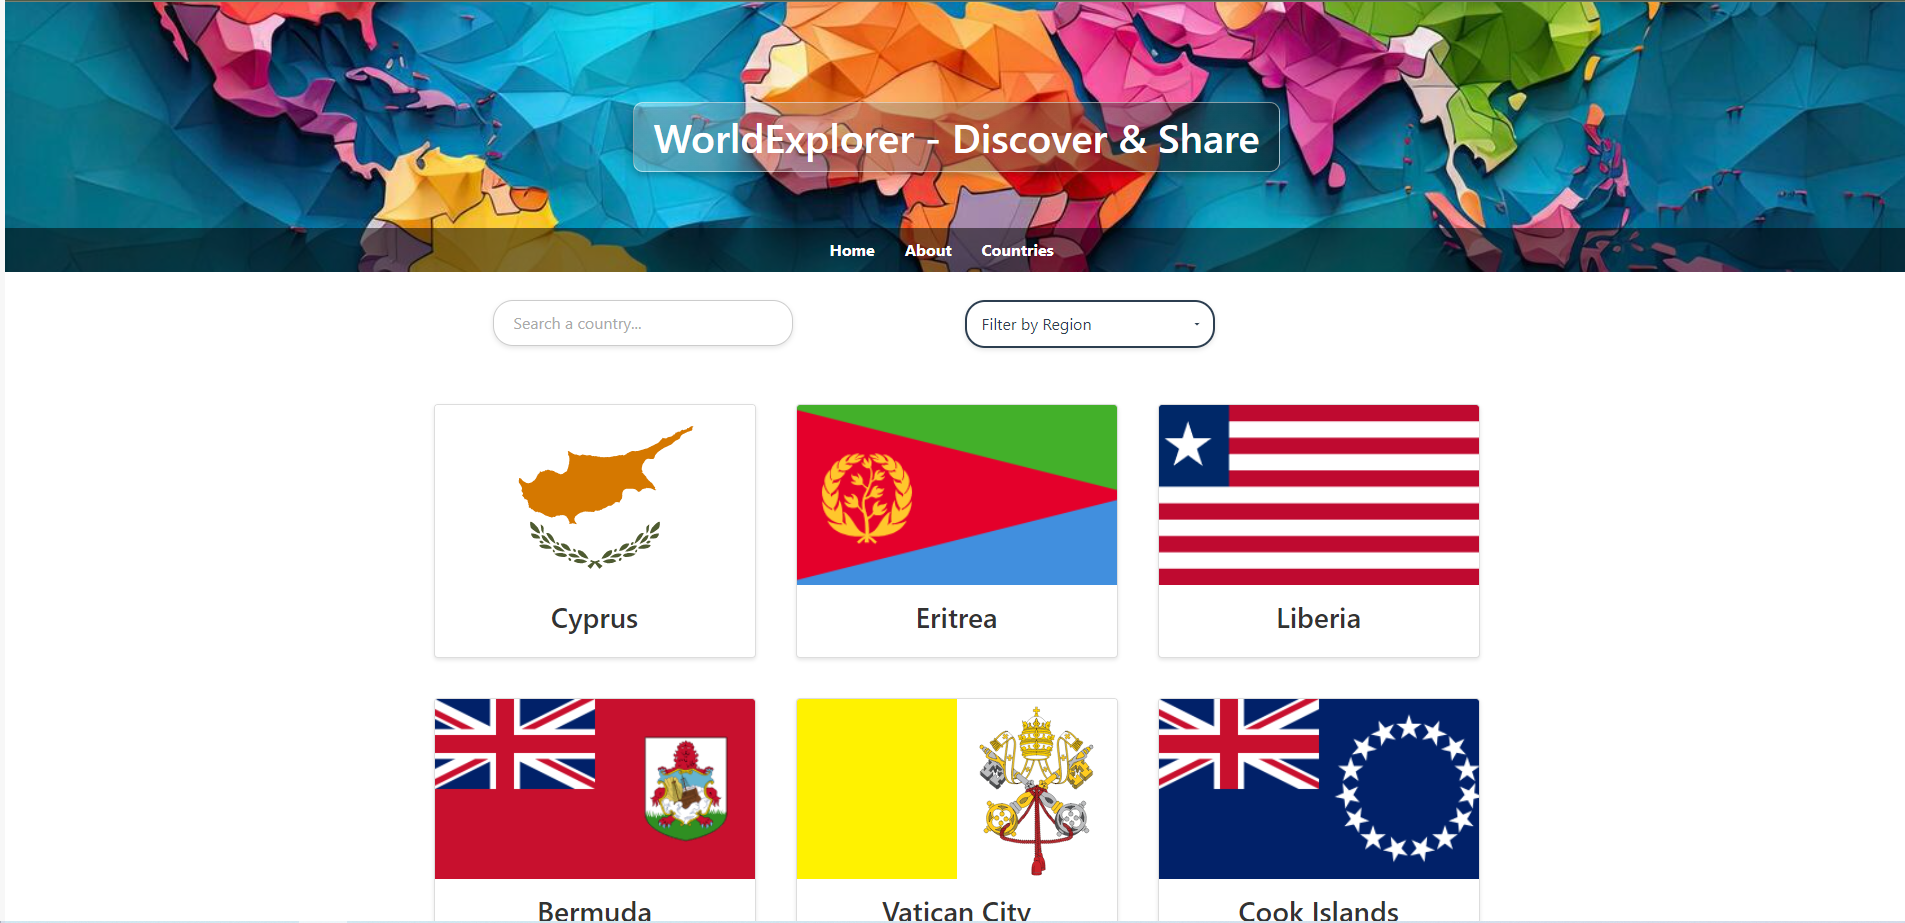 WorldExplorer - Discover & Share
Home About Countries
Search a country...
Filter by Region
Cyprus Eritrea Liberia
Bermuda Vatican City Cook Islands